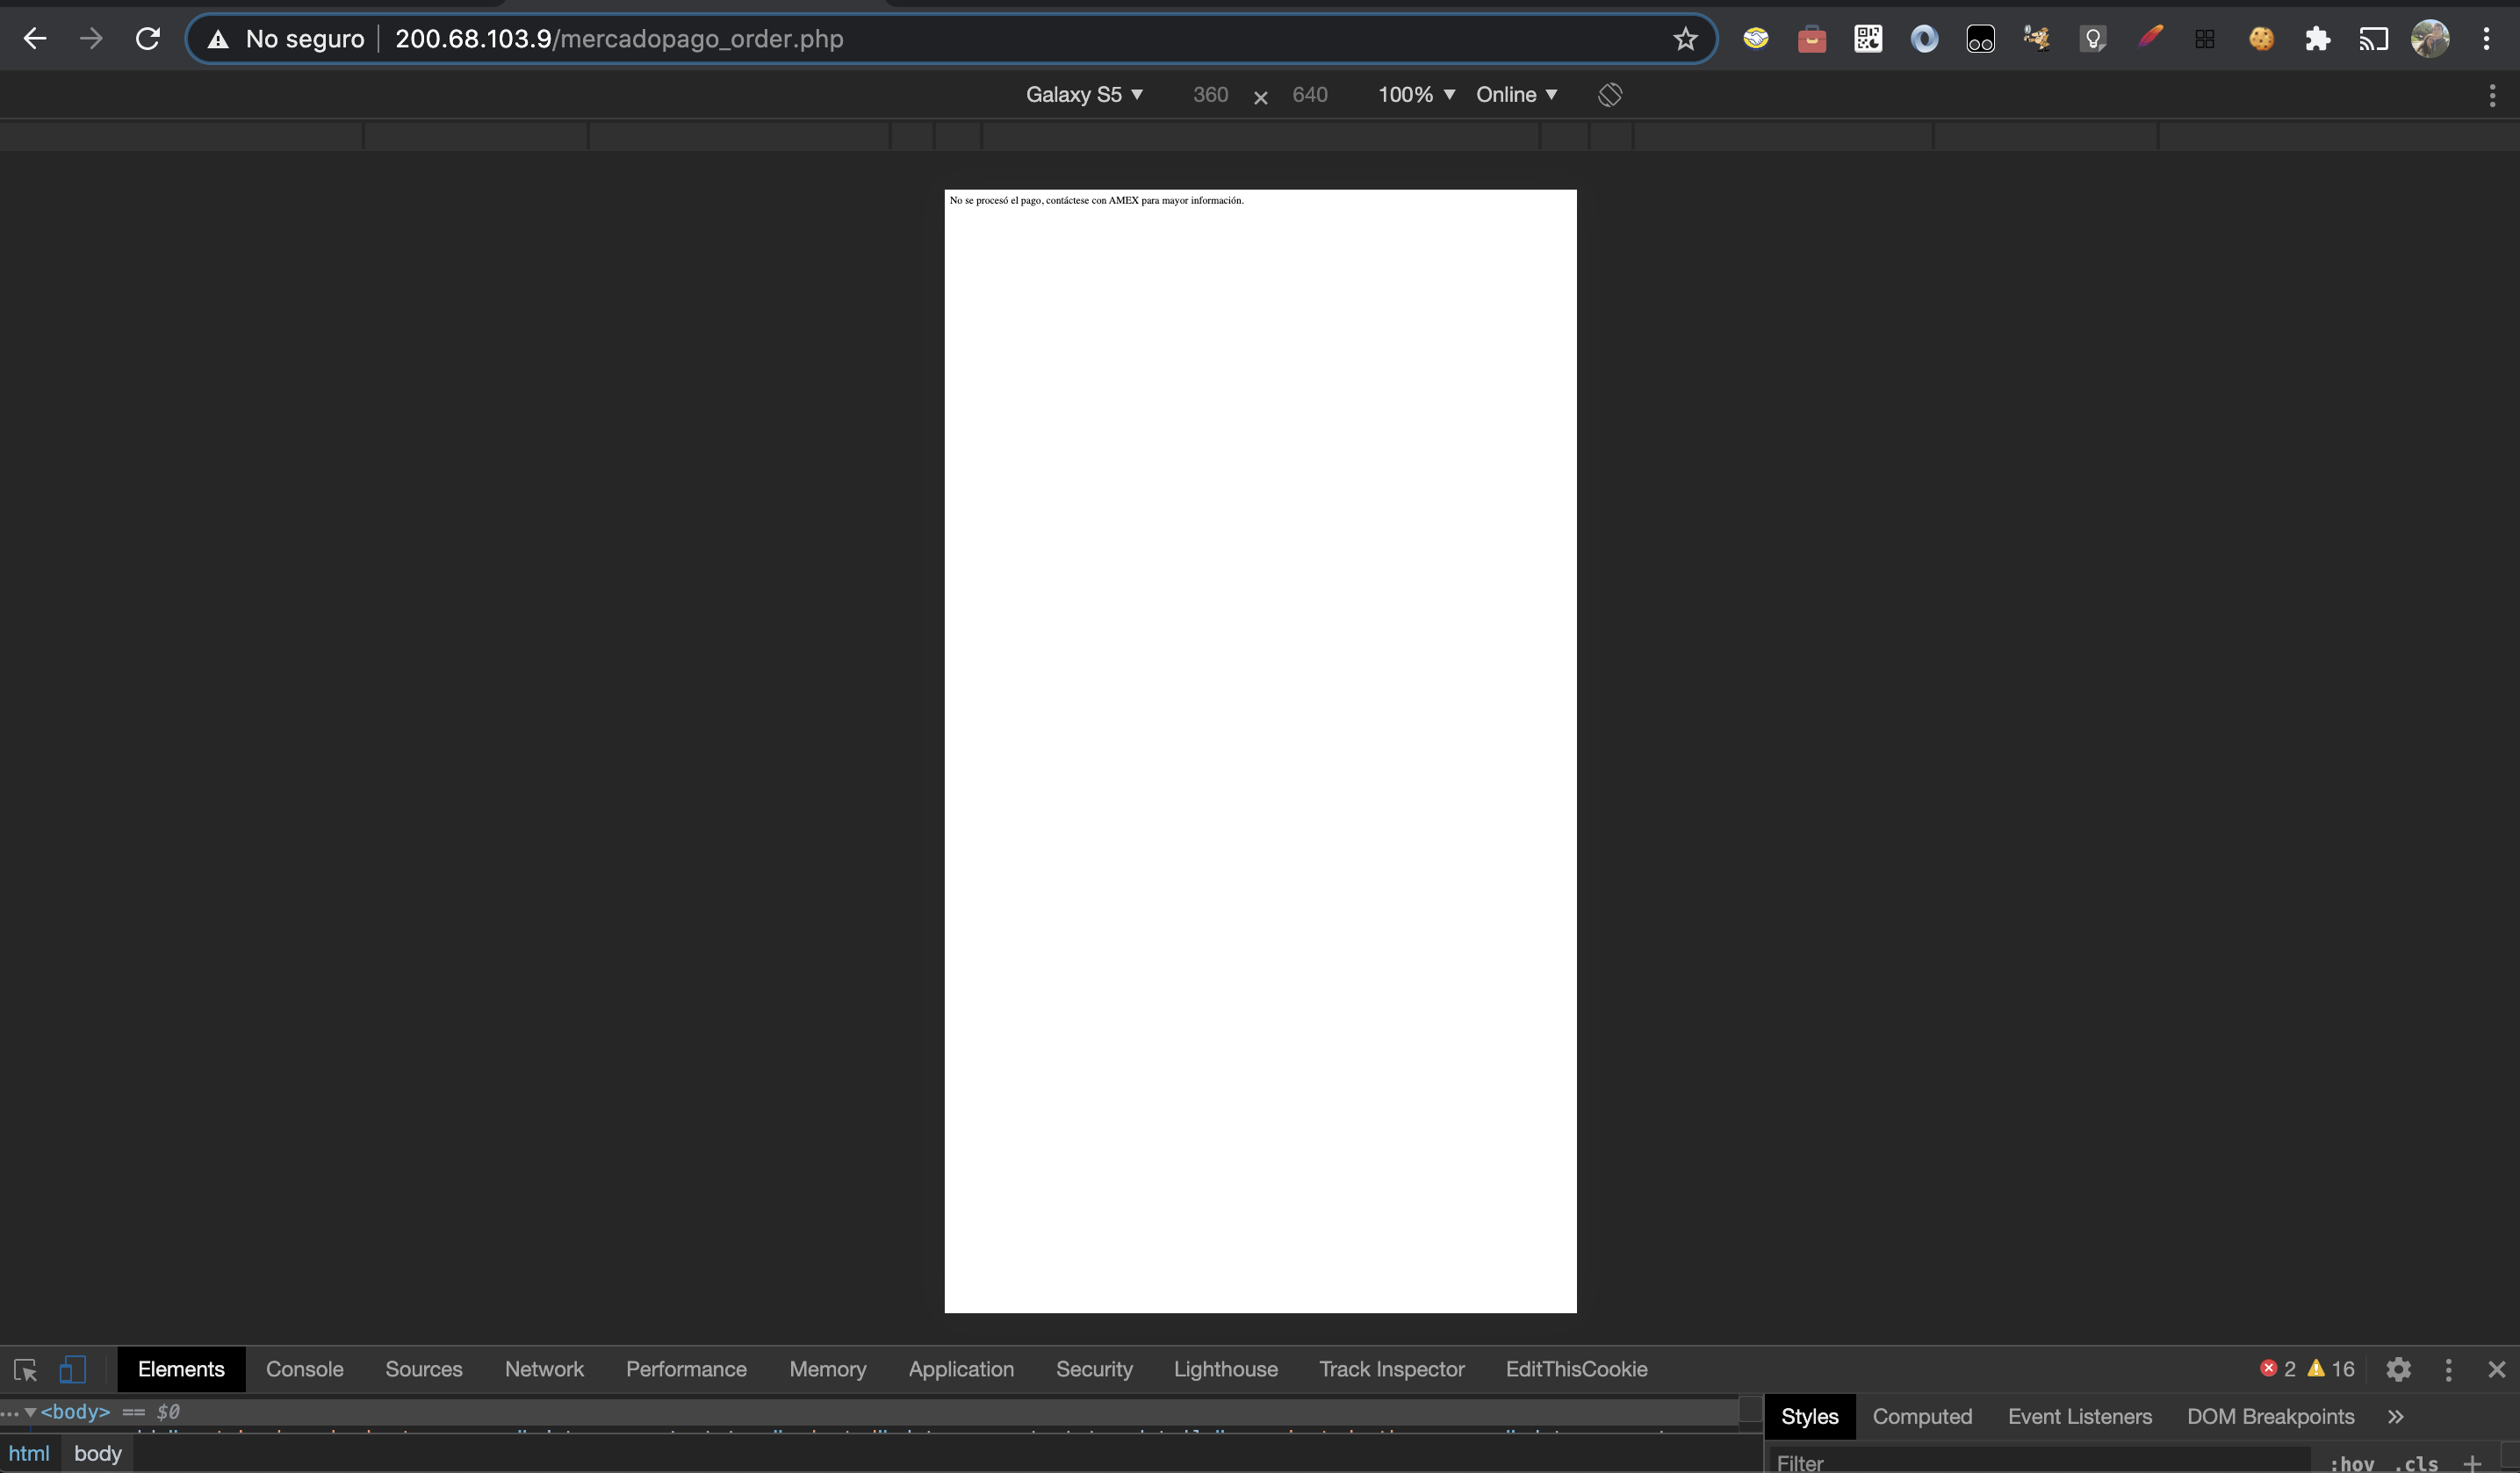 No seguro 200.68.103.9/mercadopago_order.php
Galaxy S5 360 × 640 100% Online
No se procesó el pago, contáctese con AMEX para mayor información.
Elements Console Sources Network Performance Memory Application Security Lighthouse Track Inspector EditThisCookie 2 16
... <body> == $0
html body
Styles Computed Event Listeners DOM Breakpoints »
Filter :hov .cls +